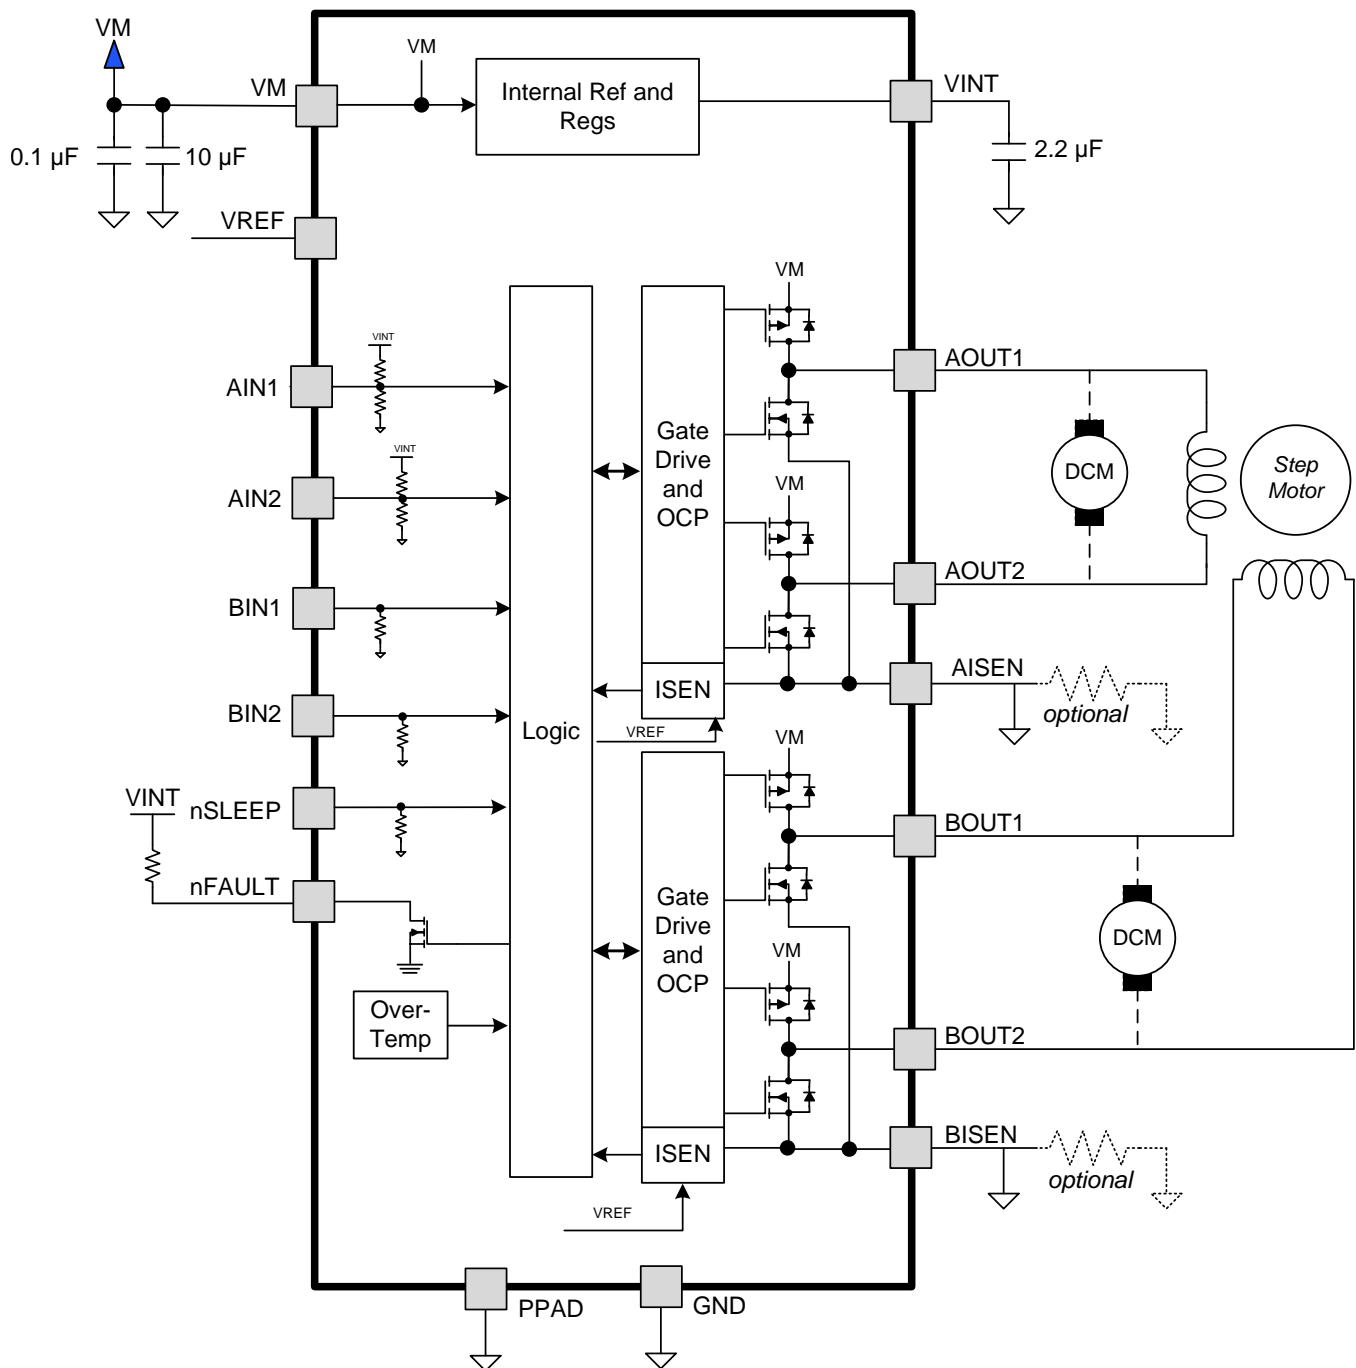 VM
VM
VM
Internal Ref and
Regs
VINT
0.1 µF
10 µF
2.2 µF
VREF
VM
VINT
AIN1
AOUT1
Gate
Drive
and
OCP
DCM
Step
Motor
VINT
AIN2
VM
AOUT2
BIN1
ISEN
AISEN
optional
BIN2
Logic
VREF
VM
VINT
nSLEEP
BOUT1
nFAULT
Gate
Drive
and
OCP
DCM
VM
Over-
Temp
BOUT2
ISEN
BISEN
optional
VREF
PPAD
GND